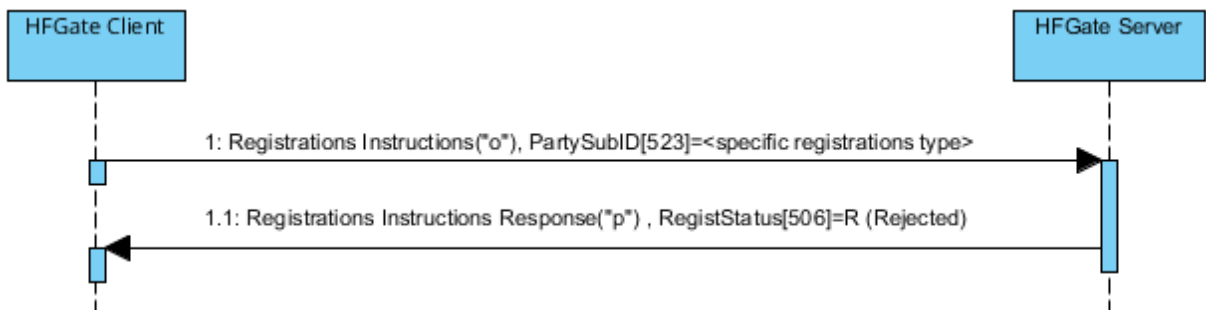 HFGate Client
HFGate Server
1: Registrations Instructions("o"), PartySubID[523]=<specific registrations type>
1.1: Registrations Instructions Response("p") , RegistStatus[506]=R (Rejected)